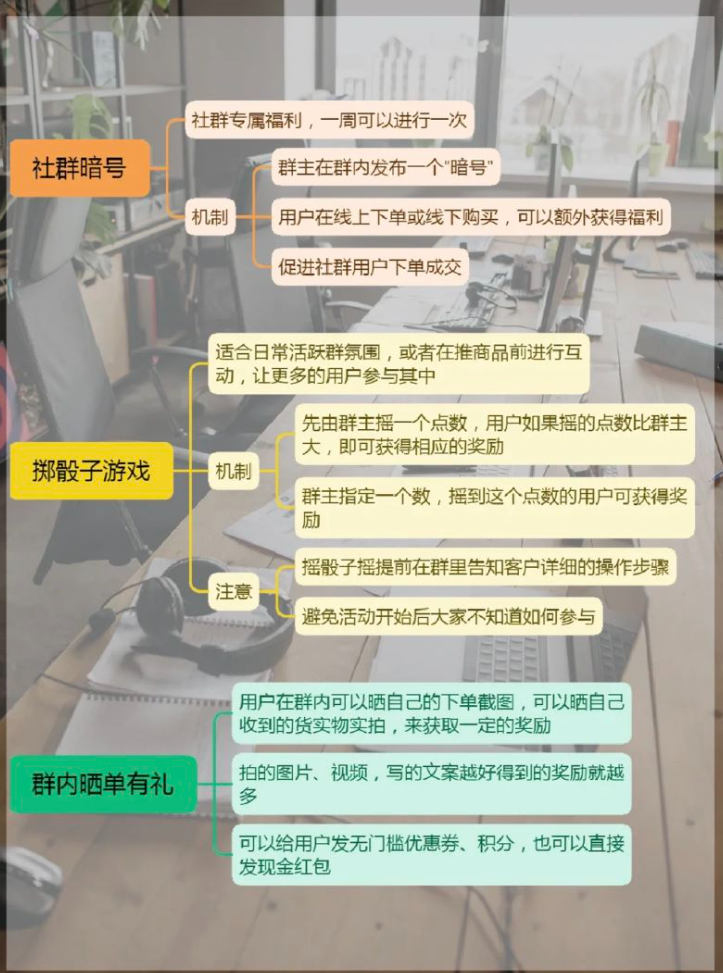 社群专属福利，一周可以进行一次
社群暗号
群主在群内发布一个"暗号"
机制
用户在线上下单或线下购买，可以额外获得福利
促进社群用户下单成交
适合日常活跃群氛围，或者在推商品前进行互
动，让更多的用户参与其中
先由群主摇一个点数，用户如果摇的点数比群主
大，即可获得相应的奖励
掷骰子游戏
机制
群主指定一个数，摇到这个点数的用户可获得奖
励
摇骰子摇提前在群里告知客户详细的操作步骤
注意
避免活动开始后大家不知道如何参与
用户在群内可以晒自己的下单截图，可以晒自己
收到的货实物实拍，来获取一定的奖励
群内晒单有礼
拍的图片、视频，写的文案越好得到的奖励就越
多
可以给用户发无门槛优惠券、积分，也可以直接
发现金红包